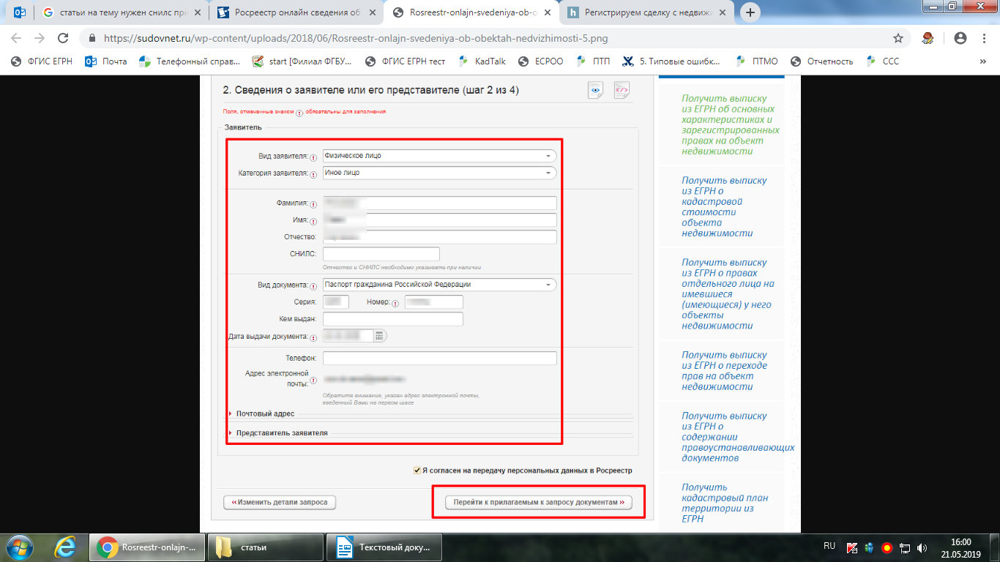 статьи на тему нужен снилс при
Росреестр онлайн сведения об
Rosreestr-onlajn-svedeniya-ob-o
Регистрируем сделку с недвиж
https://sudovnet.ru/wp-content/uploads/2018/06/Rosreestr-onlajn-svedeniya-ob-obektah-nedvizhimosti-5.png
ФГИС ЕГРН
Почта
Телефонный справ...
start [Филиал ФГБУ...
ФГИС ЕГРН тест
KadTalk
ЕСРОО
ПТП
5. Типовые ошибк...
ПТМО
Отчетность
ССС
»
2. Сведения о заявителе или его представителе (шаг 2 из 4)
Поля, отмеченные знаком обязательны для заполнения
Заявитель
Вид заявителя: Физическое лицо
Категория заявителя: Иное лицо
Фамилия:
Имя:
Отчество:
СНИЛС:
Отчество и СНИЛС необходимо указывать при наличии
Вид документа: Паспорт гражданина Российской Федерации
Серия: Номер:
Кем выдан:
Дата выдачи документа:
Телефон:
Адрес электронной
почты:
Обратите внимание, указан адрес электронной почты,
введенный Вами на первом шаге
Почтовый адрес
Представитель заявителя
Я согласен на передачу персональных данных в Росреестр
«Изменить детали запроса
Перейти к прилагаемым к запросу документам »
Получить выписку
из ЕГРН об основных
характеристиках и
зарегистрированных
правах на объект
недвижимости
Получить выписку
из ЕГРН о
кадастровой
стоимости
объекта
недвижимости
Получить выписку
из ЕГРН о правах
отдельного лица на
имевшиеся
(имеющиеся) у него
объекты
недвижимости
Получить выписку
из ЕГРН о переходе
прав на объект
недвижимости
Получить выписку
из ЕГРН о
содержании
правоустанавливающих
документов
Получить
кадастровый план
территории из
ЕГРН
Rosreestr-onlajn-...
статьи
Текстовый доку...
RU
16:00
21.05.2019